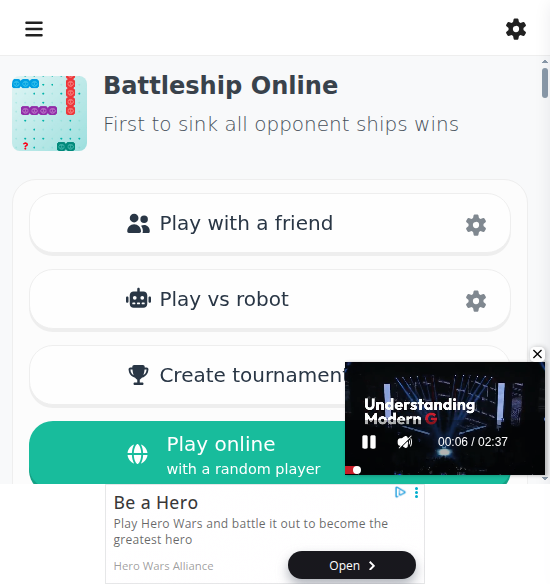 Battleship Online
First to sink all opponent ships wins
?
Play with a friend
Play vs robot
Create tournament
Understanding
Modern G
00:06 / 02:37
Play online
with a random player
Be a Hero
Play Hero Wars and battle it out to become the
greatest hero
Hero Wars Alliance
Open